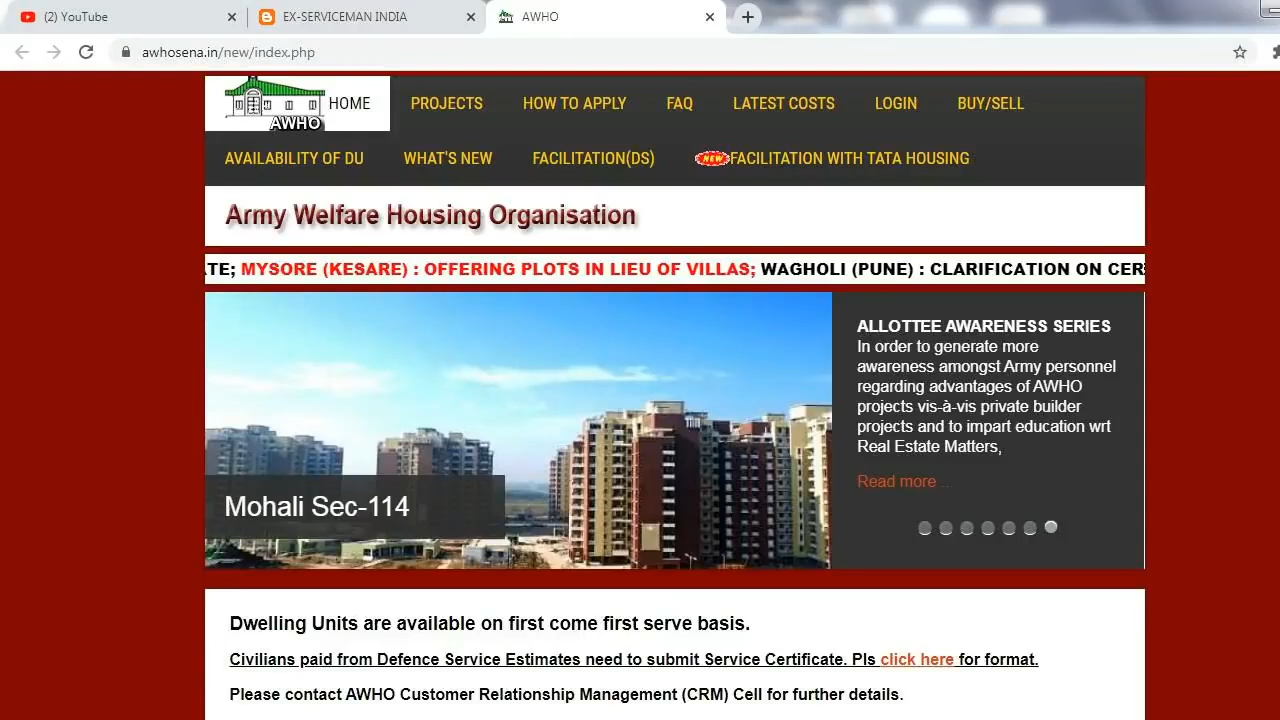 (2) YouTube
EX-SERVICEMAN INDIA
AWHO
awhosena.in/new/index.php
AWHO
HOME
PROJECTS
HOW TO APPLY
FAQ
LATEST COSTS
LOGIN
BUY/SELL
AVAILABILITY OF DU
WHAT'S NEW
FACILITATION(DS)
NEW FACILITATION WITH TATA HOUSING
Army Welfare Housing Organisation
TE; MYSORE (KESARE) : OFFERING PLOTS IN LIEU OF VILLAS; WAGHOLI (PUNE) : CLARIFICATION ON CER
Mohali Sec-114
ALLOTTEE AWARENESS SERIES
In order to generate more
awareness amongst Army personnel
regarding advantages of AWHO
projects vis-à-vis private builder
projects and to impart education wrt
Real Estate Matters,
Read more ..
Dwelling Units are available on first come first serve basis.
Civilians paid from Defence Service Estimates need to submit Service Certificate. Pls click here for format.
Please contact AWHO Customer Relationship Management (CRM) Cell for further details.